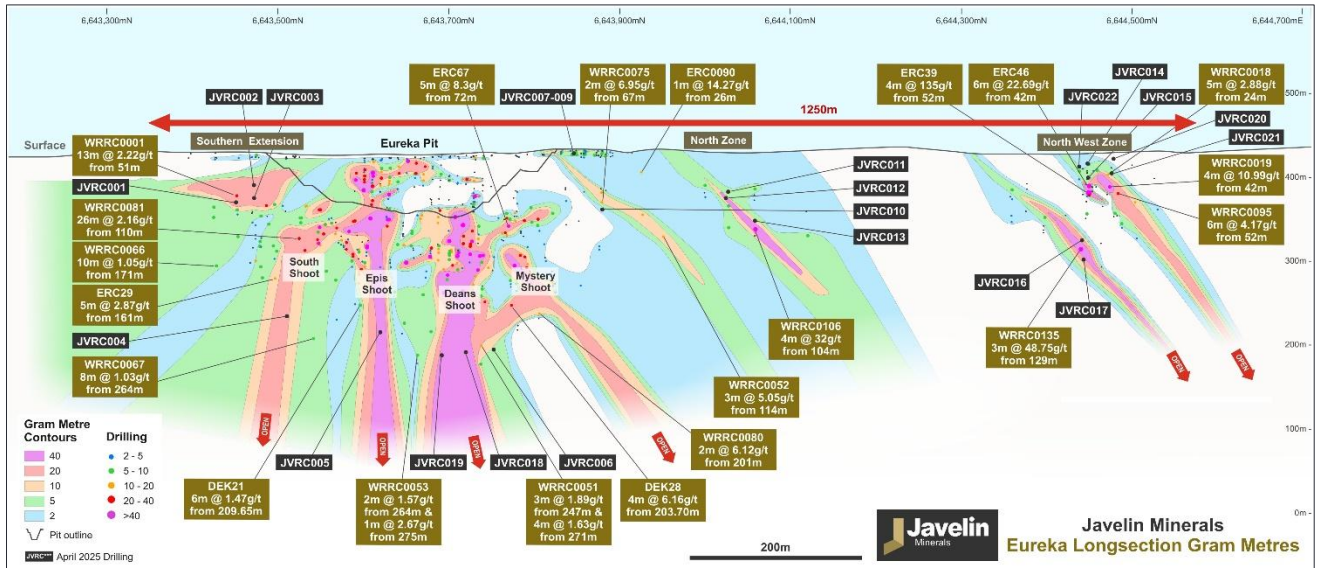 6,643,300mN
6,643,500mN
6,643,700mN
6,643,900mN
6,644,100mN
6,644,300mN
6,644,500mN
6,644,700mE
500m
400m
300m
200m
100m
0m
1250m
Surface
JVRC002
JVRC003
Southern Extension
Eureka Pit
ERC67
5m @ 8.3g/t
from 72m
JVRC007-009
WRRC0075
2m @ 6.95g/t
from 67m
ERC0090
1m @ 14.27g/t
from 26m
North Zone
ERC39
4m @ 135g/t
from 52m
ERC46
6m @ 22.69g/t
from 42m
JVRC014
JVRC022
JVRC015
WRRC0018
5m @ 2.88g/t
from 24m
JVRC020
JVRC021
North West Zone
WRRC0019
4m @ 10.99g/t
from 42m
WRRC0095
6m @ 4.17g/t
from 52m
WRRC0001
13m @ 2.22g/t
from 51m
JVRC001
WRRC0081
26m @ 2.16g/t
from 110m
WRRC0066
10m @ 1.05g/t
from 171m
ERC29
5m @ 2.87g/t
from 161m
JVRC004
WRRC0067
8m @ 1.03g/t
from 264m
South
Shoot
Epis
Shoot
Deans
Shoot
Mystery
Shoot
JVRC011
JVRC012
JVRC010
JVRC013
JVRC016
JVRC017
WRRC0106
4m @ 32g/t
from 104m
WRRC0135
3m @ 48.75g/t
from 129m
WRRC0052
3m @ 5.05g/t
from 114m
WRRC0080
2m @ 6.12g/t
from 201m
OPEN
OPEN
OPEN
OPEN
OPEN
OPEN
JVRC005
JVRC019
JVRC018
JVRC006
DEK21
6m @ 1.47g/t
from 209.65m
WRRC0053
2m @ 1.57g/t
from 264m &
1m @ 2.67g/t
from 275m
WRRC0051
3m @ 1.89g/t
from 247m &
4m @ 1.63g/t
from 271m
DEK28
4m @ 6.16g/t
from 203.70m
Gram Metre
Contours
40
20
10
5
2
Pit outline
Drilling
2 - 5
5 - 10
10 - 20
20 - 40
>40
JVRC*** April 2025 Drilling
200m
Javelin
Minerals
Javelin Minerals
Eureka Longsection Gram Metres